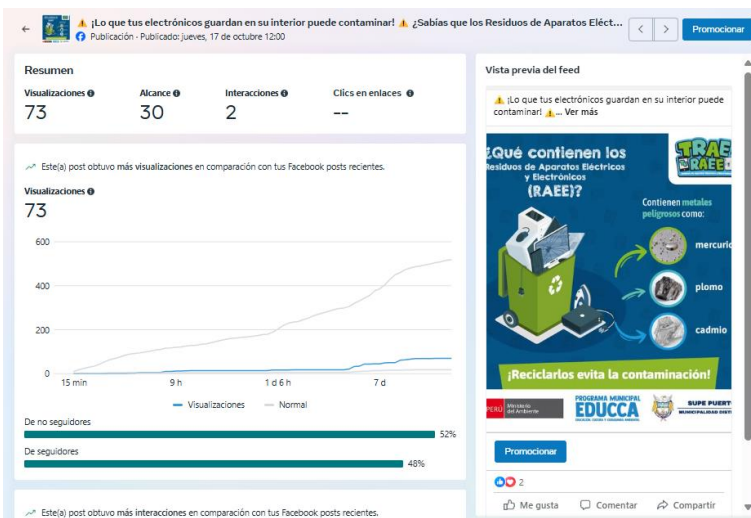 ⚠️ ¡Lo que tus electrónicos guardan en su interior puede contaminar! ⚠️ ¿Sabías que los Residuos de Aparatos Eléct...
Publicación · Publicado: jueves, 17 de octubre 12:00
Promocionar
Resumen
Visualizaciones Alcance Interacciones Clics en enlaces
73 30 2 --
Este(a) post obtuvo más visualizaciones en comparación con tus Facebook posts recientes.
Visualizaciones
73
600
400
200
0
15 min 9 h 1 d 6 h 7 d
Visualizaciones Normal
De no seguidores
52%
De seguidores
48%
Este(a) post obtuvo más interacciones en comparación con tus Facebook posts recientes.
Vista previa del feed
⚠️ ¡Lo que tus electrónicos guardan en su interior puede
contaminar! ⚠️... Ver más
¿Qué contienen los
Residuos de Aparatos Eléctricos
y Electrónicos
(RAEE)?
TRAE
RAEE
Contienen metales
peligrosos como:
mercurio
plomo
cadmio
¡Reciclarlos evita la contaminación!
PERÚ Ministerio
del Ambiente
PROGRAMA MUNICIPAL
EDUCCA
SUPE PUERT
MUNICIPALIDAD DIST
Promocionar
2
Me gusta Comentar Compartir